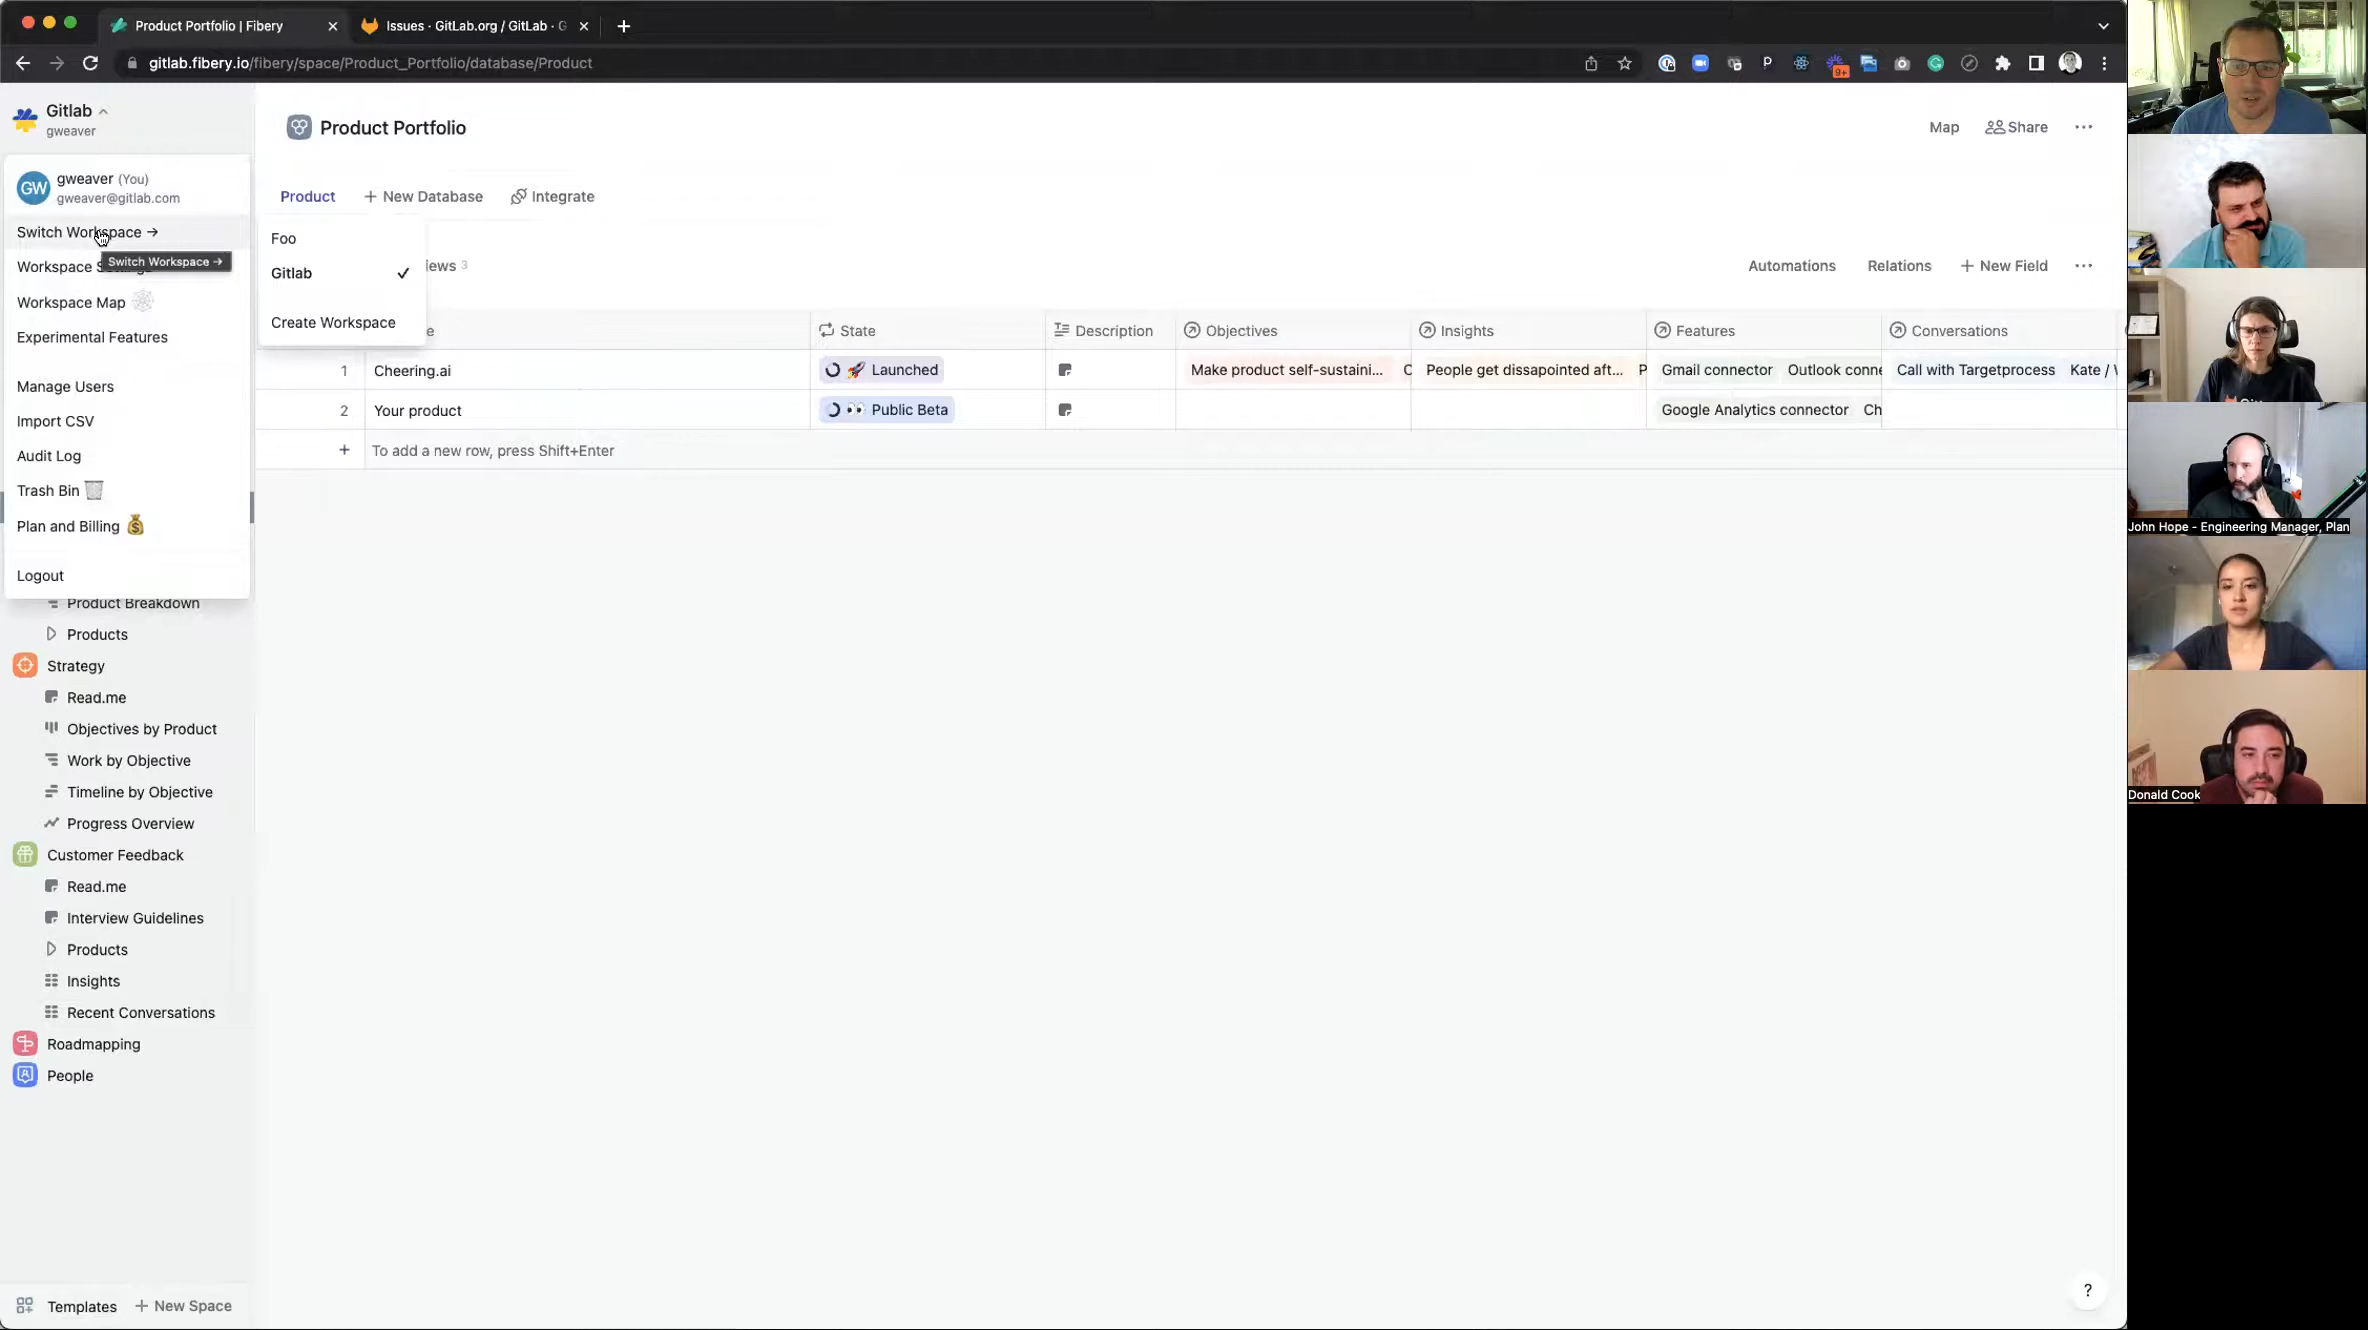 Product Portfolio | Fibery
Issues · GitLab.org / GitLab · G
gitlab.fibery.io/fibery/space/Product_Portfolio/database/Product
9+
Gitlab
gweaver
Product Portfolio
Map
Share
GW
gweaver (You)
gweaver@gitlab.com
Product
New Database
Integrate
Switch Workspace →
Switch Workspace →
Workspace
Workspace Map
Experimental Features
Manage Users
Import CSV
Audit Log
Trash Bin
Plan and Billing
Logout
Foo
Gitlab
Create Workspace
iews 3
Automations
Relations
+ New Field
State
Description
Objectives
Insights
Features
Conversations
1 Cheering.ai Launched Make product self-sustaini... People get dissapointed aft... Gmail connector Outlook conne Call with Targetprocess Kate /
2 Your product Public Beta Google Analytics connector Ch
+ To add a new row, press Shift+Enter
Product Breakdown
Products
Strategy
Read.me
Objectives by Product
Work by Objective
Timeline by Objective
Progress Overview
Customer Feedback
Read.me
Interview Guidelines
Products
Insights
Recent Conversations
Roadmapping
People
Templates
+ New Space
?
John Hope - Engineering Manager, Plan
Donald Cook